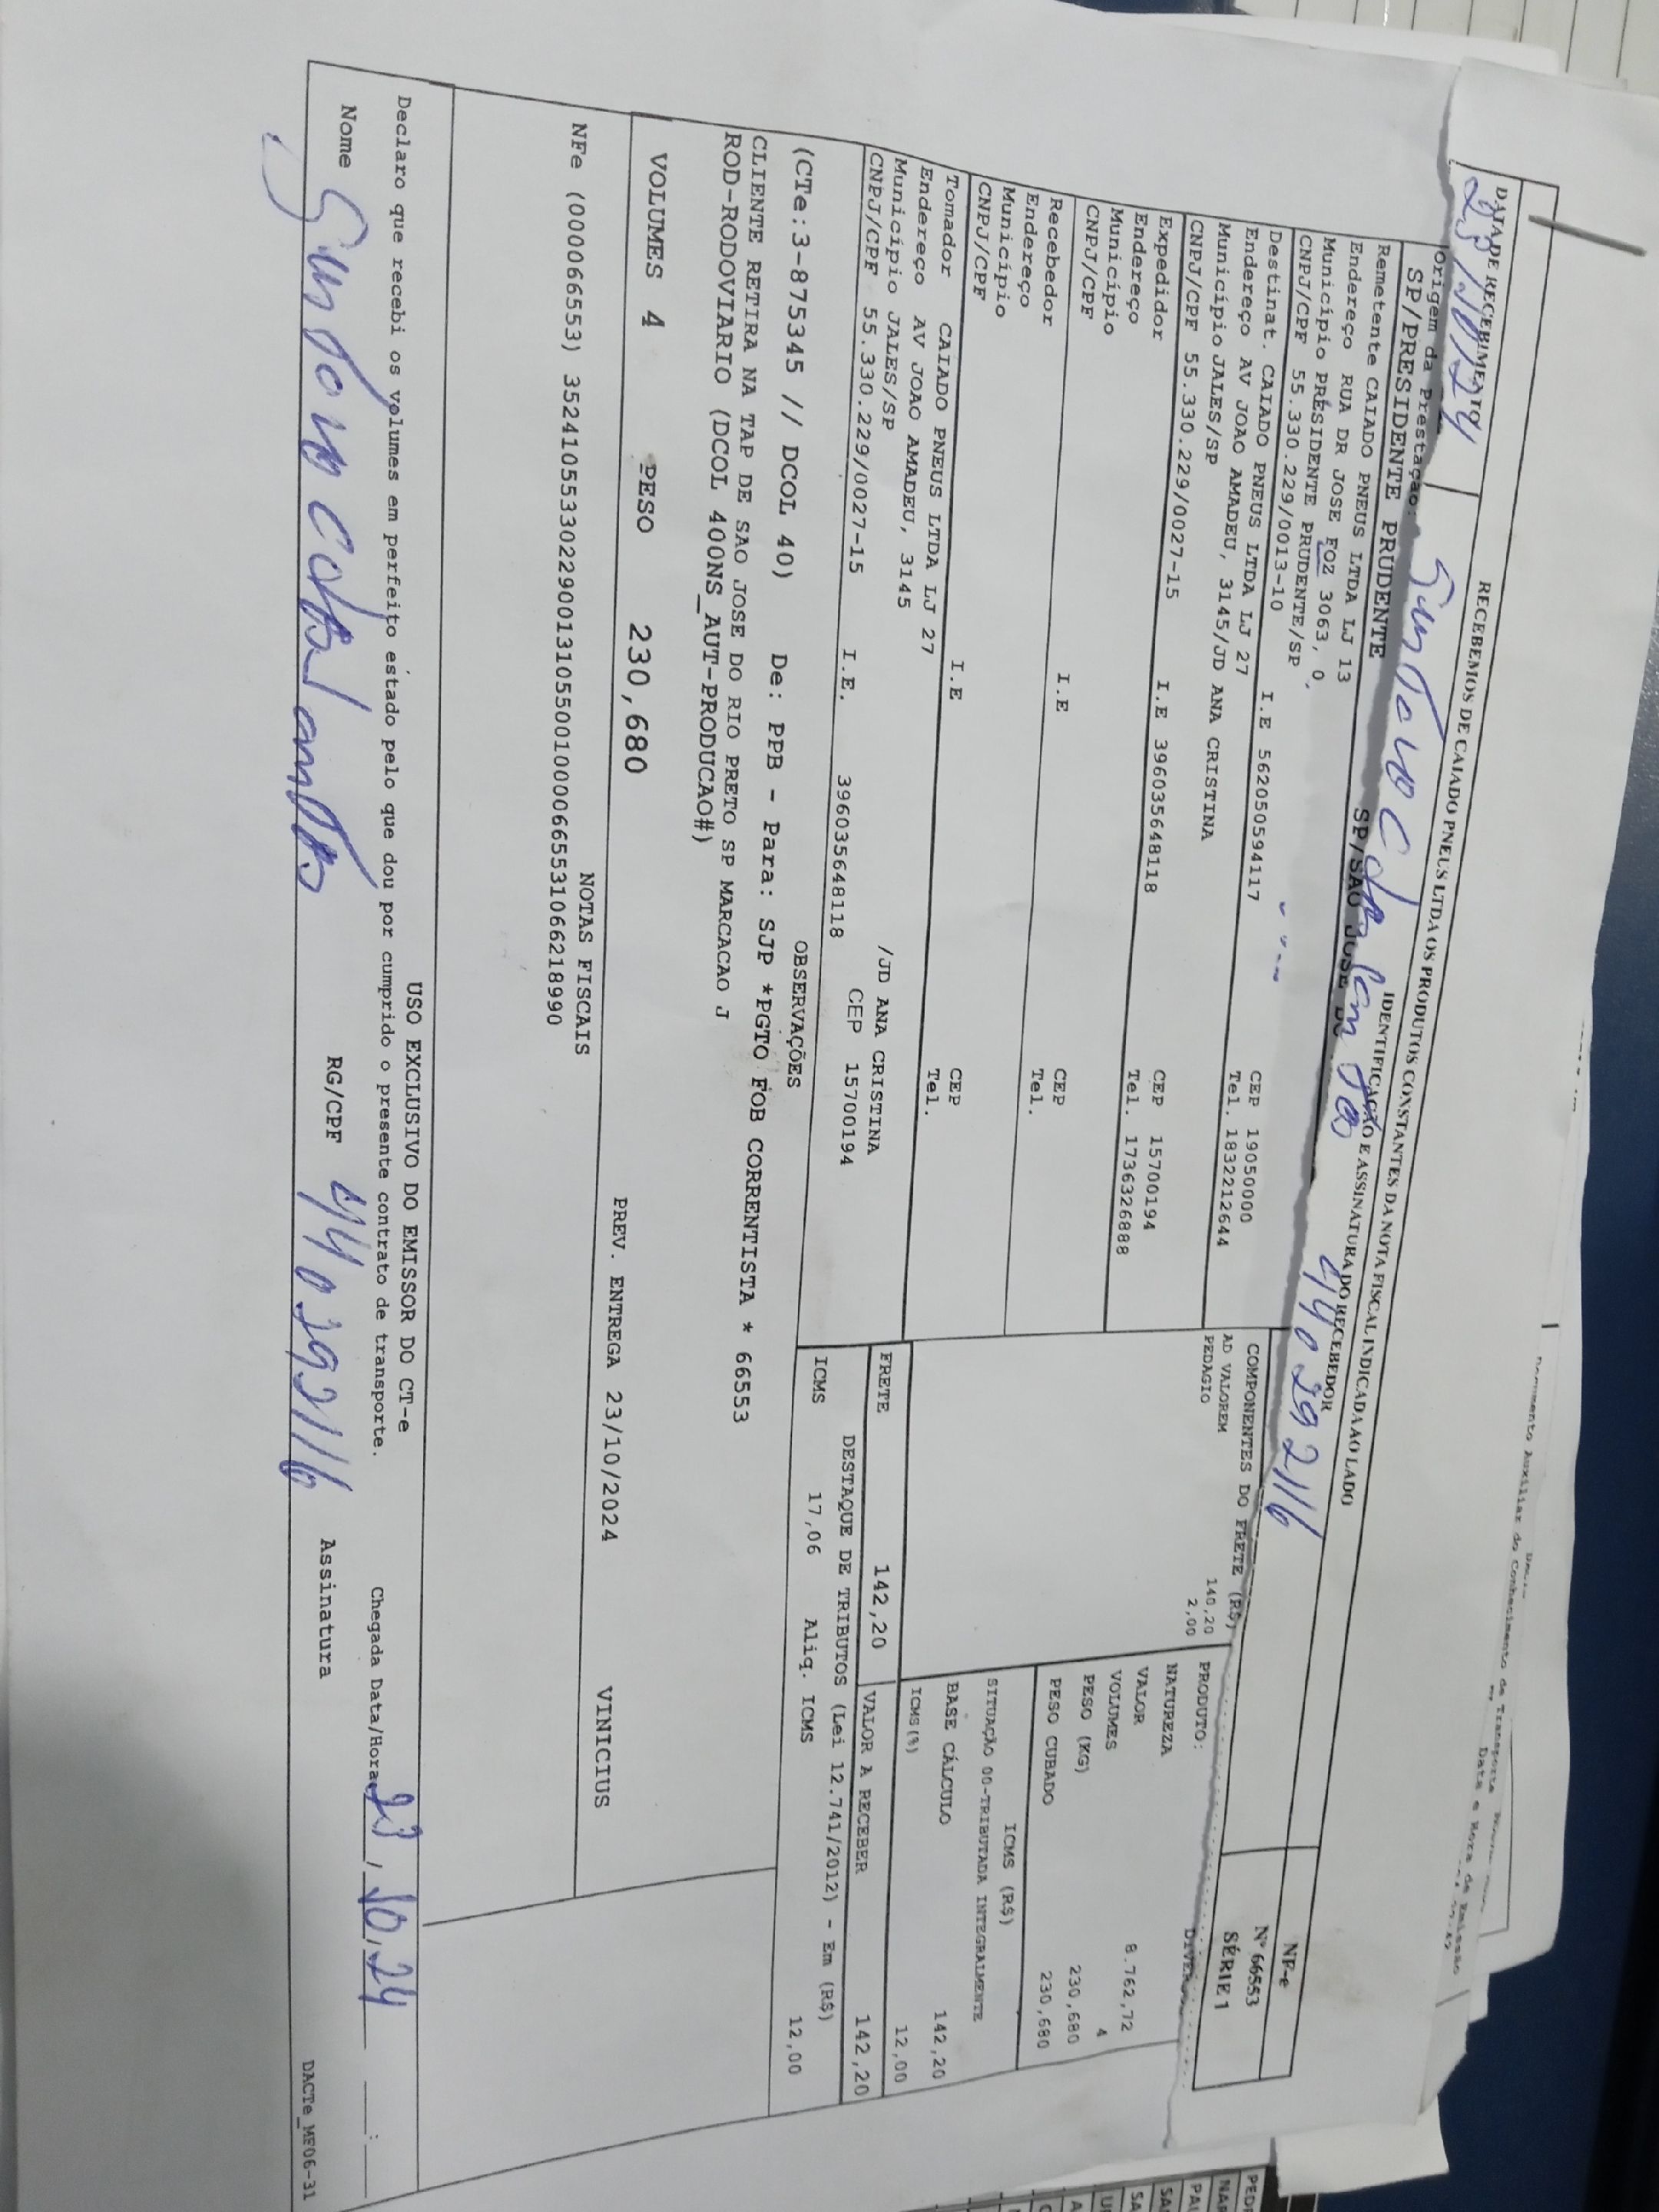 RECEBEMOS DE CAIADO PNEUS LTDA OS PRODUTOS CONSTANTES DA NOTA FISCAL INDICADA AO LADO
DATA DE RECEBIMENTO
IDENTIFICAÇÃO E ASSINATURA DO RECEBEDOR
23/10/24
440292116
NF-e
Nº 66553
SÉRIE 1
Origem da Prestação:
SP/PRESIDENTE PRUDENTE
SP/SAO JOSE DO
Remetente CAIADO PNEUS LTDA LJ 13
Endereço RUA DR JOSE FOZ 3063, 0,
Município PRESIDENTE PRUDENTE/SP CEP 19050000
CNPJ/CPF 55.330.229/0013-10 I.E 562050594117 Tel. 1832212644
Destinat. CAIADO PNEUS LTDA LJ 27
Endereço AV JOAO AMADEU, 3145/JD ANA CRISTINA
Município JALES/SP CEP 15700194
CNPJ/CPF 55.330.229/0027-15 I.E 396035648118 Tel. 1736326888
Expedidor
Endereço
Município CEP
CNPJ/CPF I.E Tel.
Recebedor
Endereço
Município CEP
CNPJ/CPF I.E Tel.
Tomador CAIADO PNEUS LTDA LJ 27
Endereço AV JOAO AMADEU, 3145 /JD ANA CRISTINA
Município JALES/SP CEP 15700194
CNPJ/CPF 55.330.229/0027-15 I.E. 396035648118
COMPONENTES DO FRETE (R$)
AD VALOREM 140,20
PEDAGIO 2,00
PRODUTO:
NATUREZA
VALOR 8.762,72
VOLUMES 4
PESO (KG) 230,680
PESO CUBADO 230,680
ICMS (R$)
SITUAÇÃO 00-TRIBUTADA INTEGRALMENTE
BASE CÁLCULO 142,20
ICMS(%) 12,00
FRETE 142,20 VALOR A RECEBER 142,20
DESTAQUE DE TRIBUTOS (Lei 12.741/2012) - Em (R$)
ICMS 17,06 Aliq. ICMS 12,00
OBSERVAÇÕES
(CTe:3-875345 // DCOL 40) De: PPB - Para: SJP *PGTO FOB CORRENTISTA * 66553
CLIENTE RETIRA NA TAP DE SAO JOSE DO RIO PRETO SP MARCACAO J
ROD-RODOVIARIO (DCOL 400NS_AUT-PRODUCAO#)
VOLUMES 4 PESO 230,680 PREV. ENTREGA 23/10/2024 VINICIUS
NOTAS FISCAIS
NFe (000066553) 35241055330229001310550010000665531066218990
USO EXCLUSIVO DO EMISSOR DO CT-e
Declaro que recebi os volumes em perfeito estado pelo que dou por cumprido o presente contrato de transporte. Chegada Data/Hora 23/10/24 :
Nome RG/CPF 440292116 Assinatura
DACTe_MF06-31